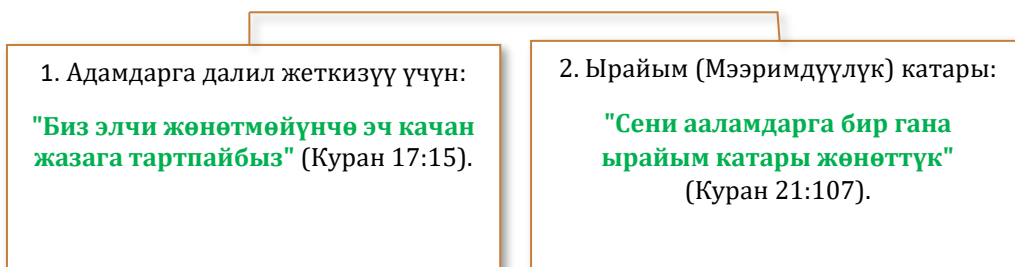 1. Адамдарга далил жеткизүү үчүн:
"Биз элчи жөнөтмөйүнчө эч качан
жазага тартпайбыз" (Куран 17:15).
2. Ырайым (Мээримдүүлүк) катары:
"Сени ааламдарга бир гана
ырайым катары жөнөттүк"
(Куран 21:107).